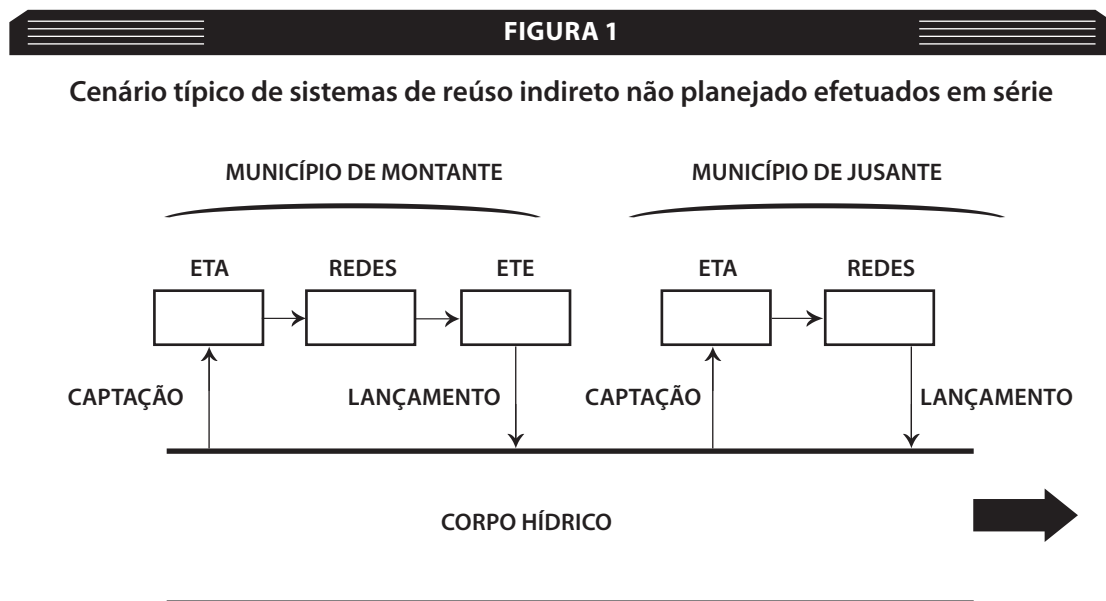 FIGURA 1
Cenário típico de sistemas de reúso indireto não planejado efetuados em série
MUNICÍPIO DE MONTANTE
MUNICÍPIO DE JUSANTE
ETA
REDES
ETE
ETA
REDES
CAPTAÇÃO
LANÇAMENTO
CAPTAÇÃO
LANÇAMENTO
CORPO HÍDRICO